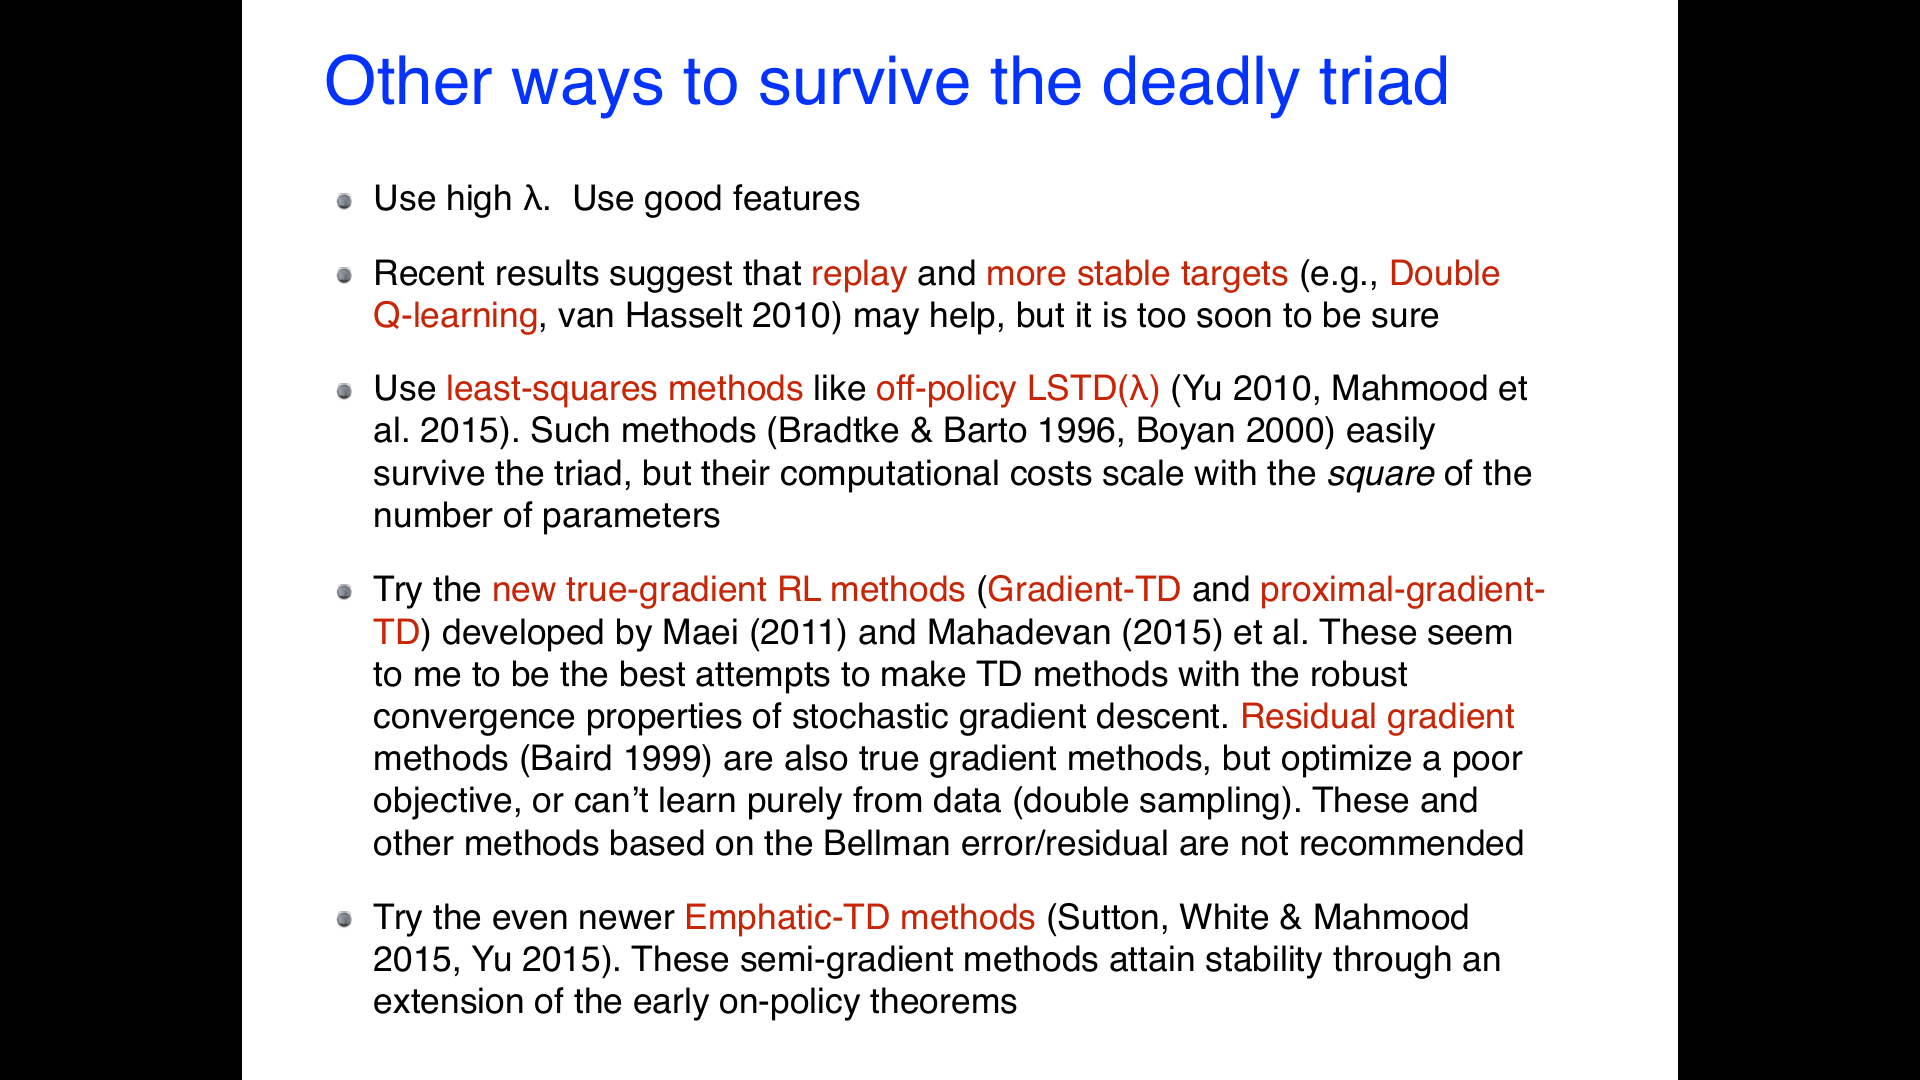 Other ways to survive the deadly triad
Use high λ.  Use good features
Recent results suggest that replay and more stable targets (e.g., Double
Q-learning, van Hasselt 2010) may help, but it is too soon to be sure
Use least-squares methods like off-policy LSTD(λ) (Yu 2010, Mahmood et
al. 2015). Such methods (Bradtke & Barto 1996, Boyan 2000) easily
survive the triad, but their computational costs scale with the square of the
number of parameters
Try the new true-gradient RL methods (Gradient-TD and proximal-gradient-
TD) developed by Maei (2011) and Mahadevan (2015) et al. These seem
to me to be the best attempts to make TD methods with the robust
convergence properties of stochastic gradient descent. Residual gradient
methods (Baird 1999) are also true gradient methods, but optimize a poor
objective, or can’t learn purely from data (double sampling). These and
other methods based on the Bellman error/residual are not recommended
Try the even newer Emphatic-TD methods (Sutton, White & Mahmood
2015, Yu 2015). These semi-gradient methods attain stability through an
extension of the early on-policy theorems